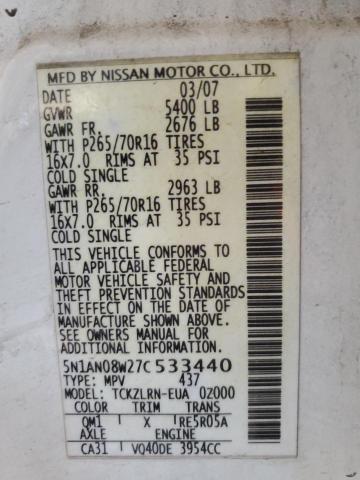 MFD BY NISSAN MOTOR CO., LTD.
DATE 03/07
GVWR 5400 LB
GAWR FR. 2676 LB
WITH P265/70R16 TIRES
16X7.0 RIMS AT 35 PSI
COLD SINGLE
GAWR RR. 2963 LB
WITH P265/70R16 TIRES
16X7.0 RIMS AT 35 PSI
COLD SINGLE
THIS VEHICLE CONFORMS TO
ALL APPLICABLE FEDERAL
MOTOR VEHICLE SAFETY AND
THEFT PREVENTION STANDARDS
IN EFFECT ON THE DATE OF
MANUFACTURE SHOWN ABOVE.
SEE OWNERS MANUAL FOR
ADDITIONAL INFORMATION
5N1AN08W27C533440
TYPE: MPV 437
MODEL: TCKZLRN-EUA 0Z000
COLOR TRIM TRANS
QM1 X RE5R05A
AXLE ENGINE
CA31 VQ40DE 3954CC